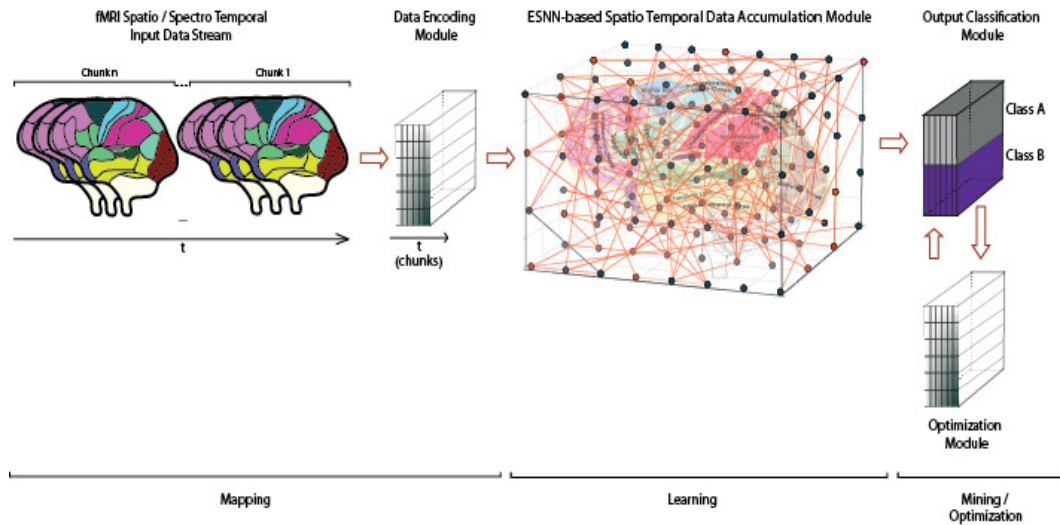 fMRI Spatio / Spectro Temporal
Input Data Stream
Data Encoding
Module
ESNN-based Spatio Temporal Data Accumulation Module
Output Classification
Module
Chunk n
Chunk 1
Class A
Class B
t
t
(chunks)
Optimization
Module
Mapping
Learning
Mining /
Optimization